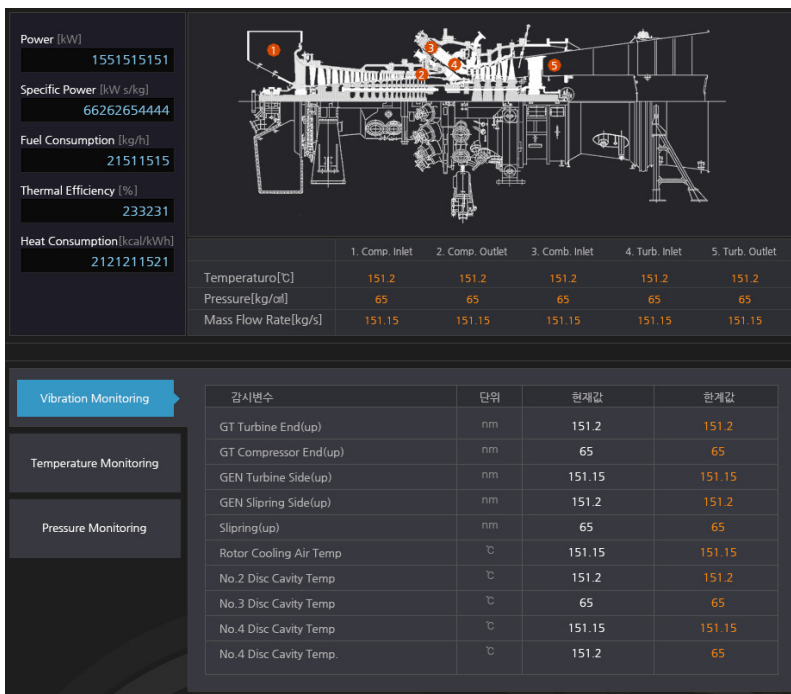 Power [kW]
1551515151
Specific Power [kW s/kg]
66262654444
Fuel Consumption [kg/h]
21511515
Thermal Efficiency [%]
233231
Heat Consumption[kcal/kWh]
2121211521
1
2
3
4
5
1. Comp. Inlet 2. Comp. Outlet 3. Comb. Inlet 4. Turb. Inlet 5. Turb. Outlet
Temperaturo[℃] 151.2 151.2 151.2 151.2 151.2
Pressure[kg/㎠] 65 65 65 65 65
Mass Flow Rate[kg/s] 151.15 151.15 151.15 151.15 151.15
Vibration Monitoring
Temperature Monitoring
Pressure Monitoring
감시변수 단위 현재값 한계값
GT Turbine End(up) nm 151.2 151.2
GT Compressor End(up) nm 65 65
GEN Turbine Side(up) nm 151.15 151.15
GEN Slipring Side(up) nm 151.2 151.2
Slipring(up) nm 65 65
Rotor Cooling Air Temp ℃ 151.15 151.15
No.2 Disc Cavity Temp ℃ 151.2 151.2
No.3 Disc Cavity Temp ℃ 65 65
No.4 Disc Cavity Temp ℃ 151.15 151.15
No.4 Disc Cavity Temp. ℃ 151.2 65